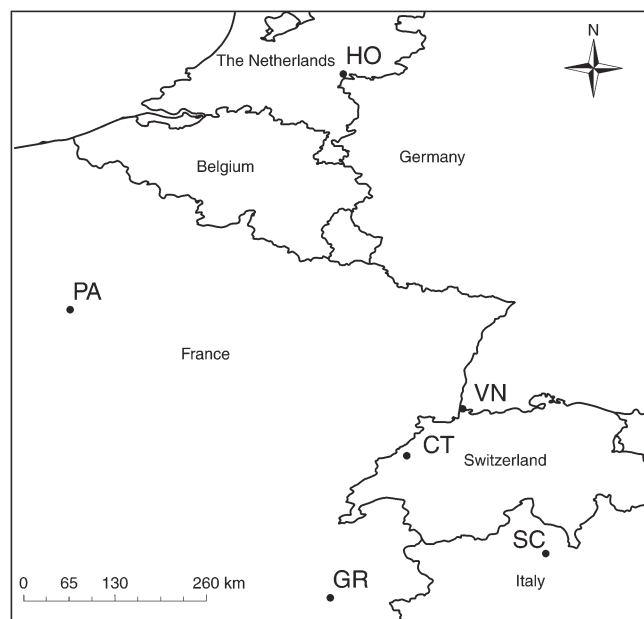 N
The Netherlands
HO
Belgium
Germany
PA
France
VN
CT
Switzerland
SC
GR
Italy
0 65 130 260 km